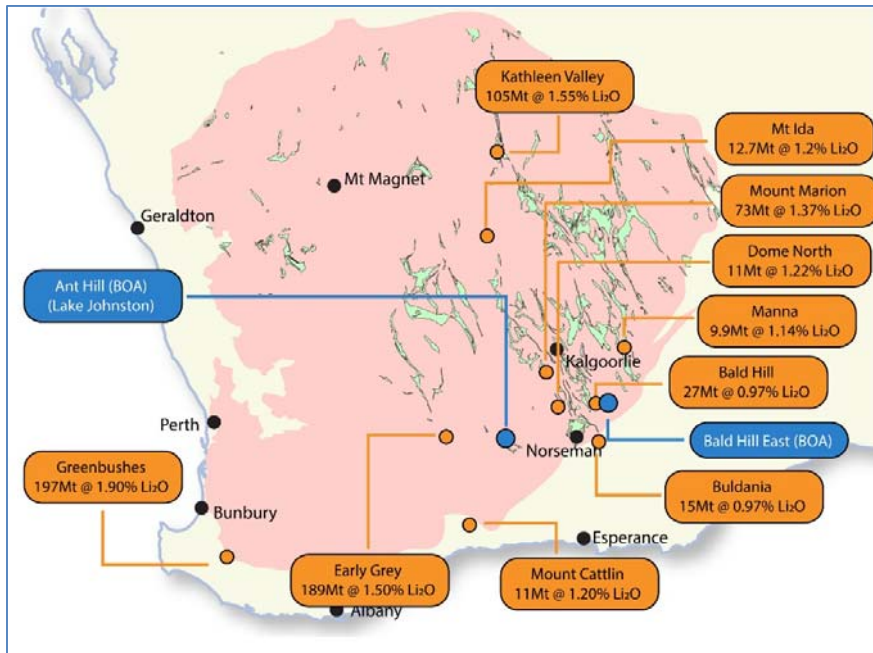 Kathleen Valley
105Mt @ 1.55% Li₂O
Mt Ida
12.7Mt @ 1.2% Li₂O
Mt Magnet
Mount Marion
73Mt @ 1.37% Li₂O
Geraldton
Dome North
11Mt @ 1.22% Li₂O
Ant Hill (BOA)
(Lake Johnston)
Manna
9.9Mt @ 1.14% Li₂O
Kalgoorlie
Bald Hill
27Mt @ 0.97% Li₂O
Perth
Norseman
Bald Hill East (BOA)
Greenbushes
197Mt @ 1.90% Li₂O
Buldania
15Mt @ 0.97% Li₂O
Bunbury
Esperance
Early Grey
189Mt @ 1.50% Li₂O
Mount Cattlin
11Mt @ 1.20% Li₂O
Albany